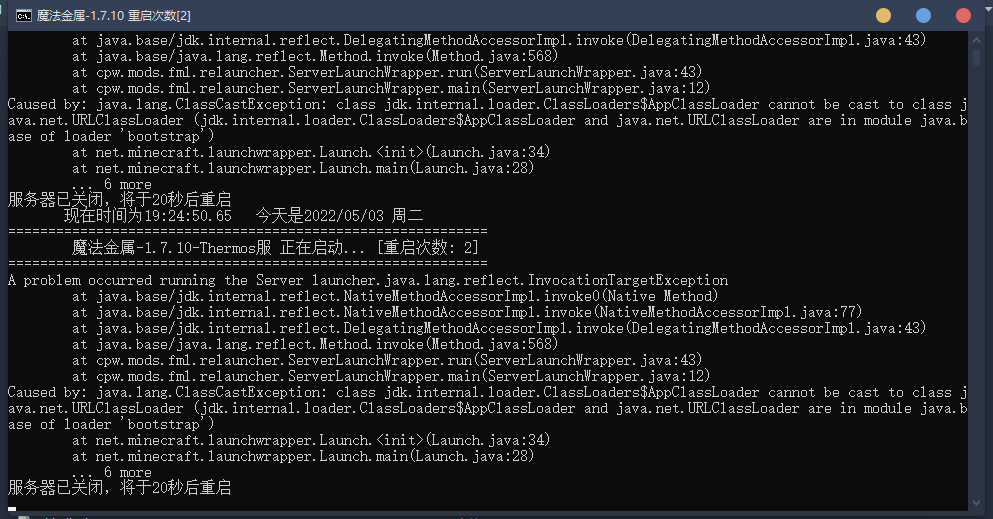 魔法金属-1.7.10 重启次数[2]
at java.base/jdk.internal.reflect.DelegatingMethodAccessorImpl.invoke(DelegatingMethodAccessorImpl.java:43)
at java.base/java.lang.reflect.Method.invoke(Method.java:568)
at cpw.mods.fml.relauncher.ServerLaunchWrapper.run(ServerLaunchWrapper.java:43)
at cpw.mods.fml.relauncher.ServerLaunchWrapper.main(ServerLaunchWrapper.java:12)
Caused by: java.lang.ClassCastException: class jdk.internal.loader.ClassLoaders$AppClassLoader cannot be cast to class j
ava.net.URLClassLoader (jdk.internal.loader.ClassLoaders$AppClassLoader and java.net.URLClassLoader are in module java.b
ase of loader 'bootstrap')
at net.minecraft.launchwrapper.Launch.<init>(Launch.java:34)
at net.minecraft.launchwrapper.Launch.main(Launch.java:28)
... 6 more
服务器已关闭，将于20秒后重启
现在时间为19:24:50.65 今天是2022/05/03 周二
============================================================
魔法金属-1.7.10-Thermos服 正在启动... [重启次数: 2]
============================================================
A problem occurred running the Server launcher.java.lang.reflect.InvocationTargetException
at java.base/jdk.internal.reflect.NativeMethodAccessorImpl.invoke0(Native Method)
at java.base/jdk.internal.reflect.NativeMethodAccessorImpl.invoke(NativeMethodAccessorImpl.java:77)
at java.base/jdk.internal.reflect.DelegatingMethodAccessorImpl.invoke(DelegatingMethodAccessorImpl.java:43)
at java.base/java.lang.reflect.Method.invoke(Method.java:568)
at cpw.mods.fml.relauncher.ServerLaunchWrapper.run(ServerLaunchWrapper.java:43)
at cpw.mods.fml.relauncher.ServerLaunchWrapper.main(ServerLaunchWrapper.java:12)
Caused by: java.lang.ClassCastException: class jdk.internal.loader.ClassLoaders$AppClassLoader cannot be cast to class j
ava.net.URLClassLoader (jdk.internal.loader.ClassLoaders$AppClassLoader and java.net.URLClassLoader are in module java.b
ase of loader 'bootstrap')
at net.minecraft.launchwrapper.Launch.<init>(Launch.java:34)
at net.minecraft.launchwrapper.Launch.main(Launch.java:28)
... 6 more
服务器已关闭，将于20秒后重启